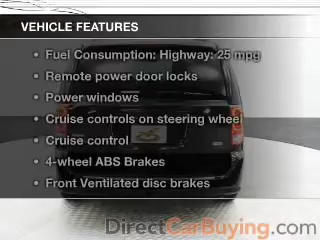 VEHICLE FEATURES
• Fuel Consumption: Highway: 25 mpg
• Remote power door locks
• Power windows
• Cruise controls on steering wheel
• Cruise control
• 4-wheel ABS Brakes
• Front Ventilated disc brakes
DirectCarBuying.com